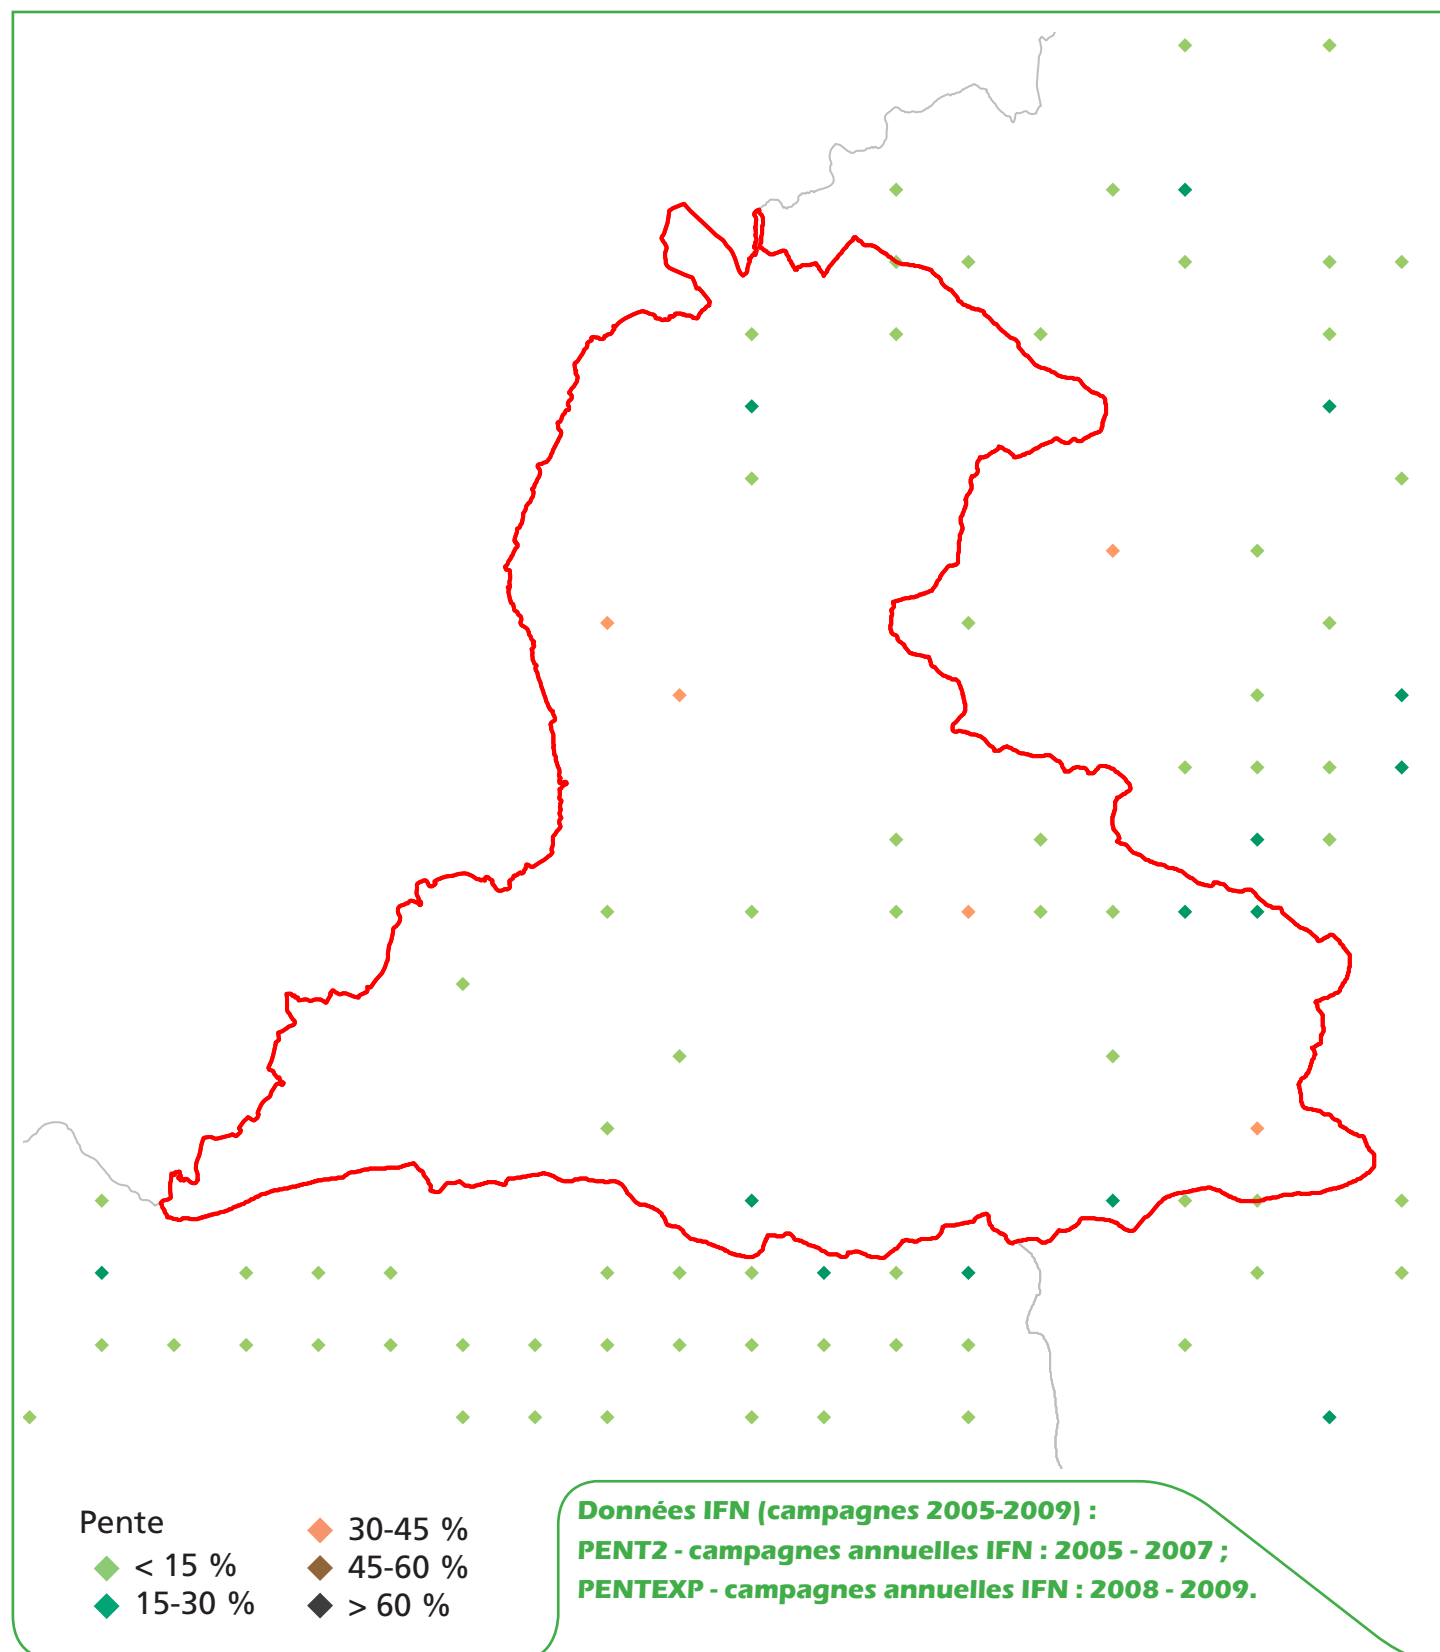 Pente
< 15 %
15-30 %
30-45 %
45-60 %
> 60 %
Données IFN (campagnes 2005-2009) :
PENT2 - campagnes annuelles IFN : 2005 - 2007 ;
PENTEXP - campagnes annuelles IFN : 2008 - 2009.